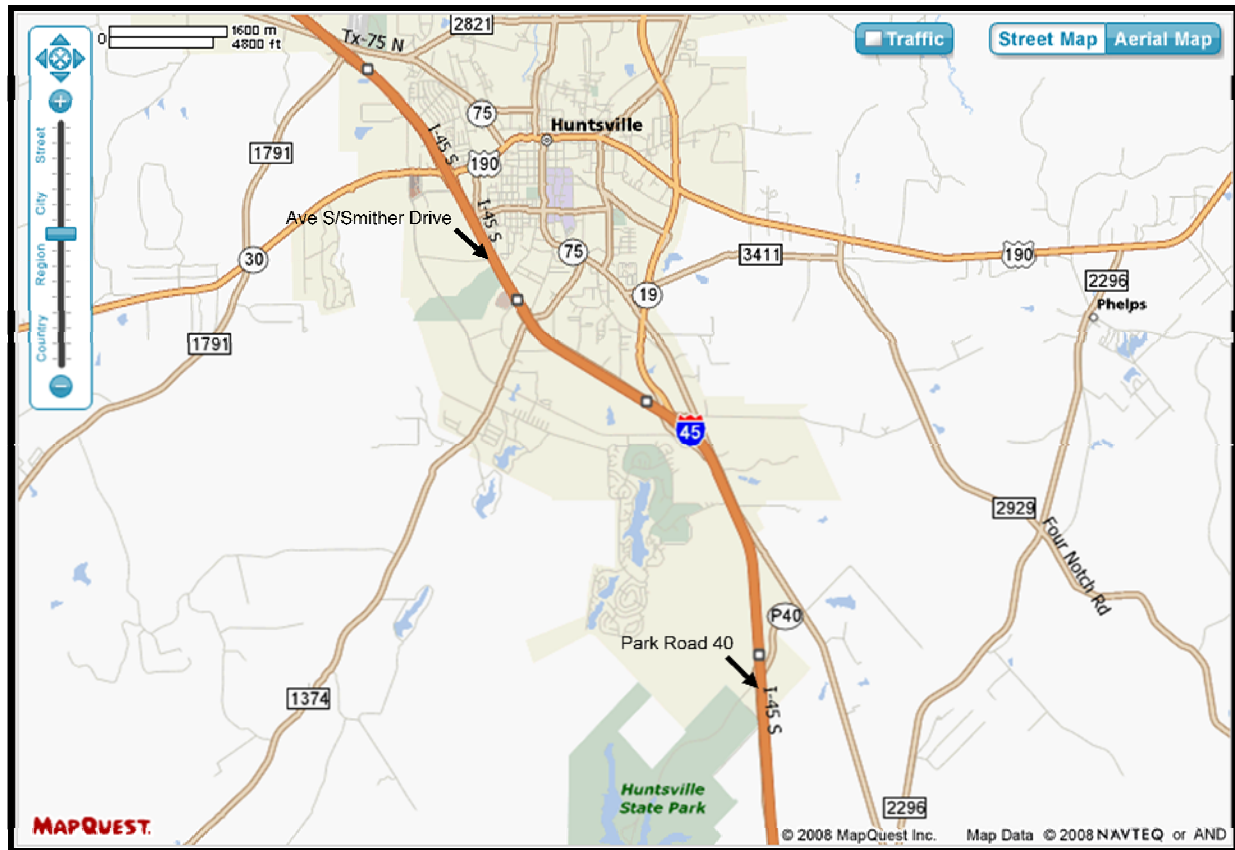 0
1600 m
4800 ft
Tx-75 N
2821
Traffic
Street Map
Aerial Map
Street
City
Region
Country
75
Huntsville
I-45 S
1791
190
I-45 S
Ave S/Smither Drive
30
75
3411
190
19
2296
Phelps
1791
45
2929
Four Notch Rd
P40
Park Road 40
I-45 S
1374
Huntsville
State Park
2296
MAPQUEST.
© 2008 MapQuest Inc. Map Data © 2008 NAVTEQ or AND